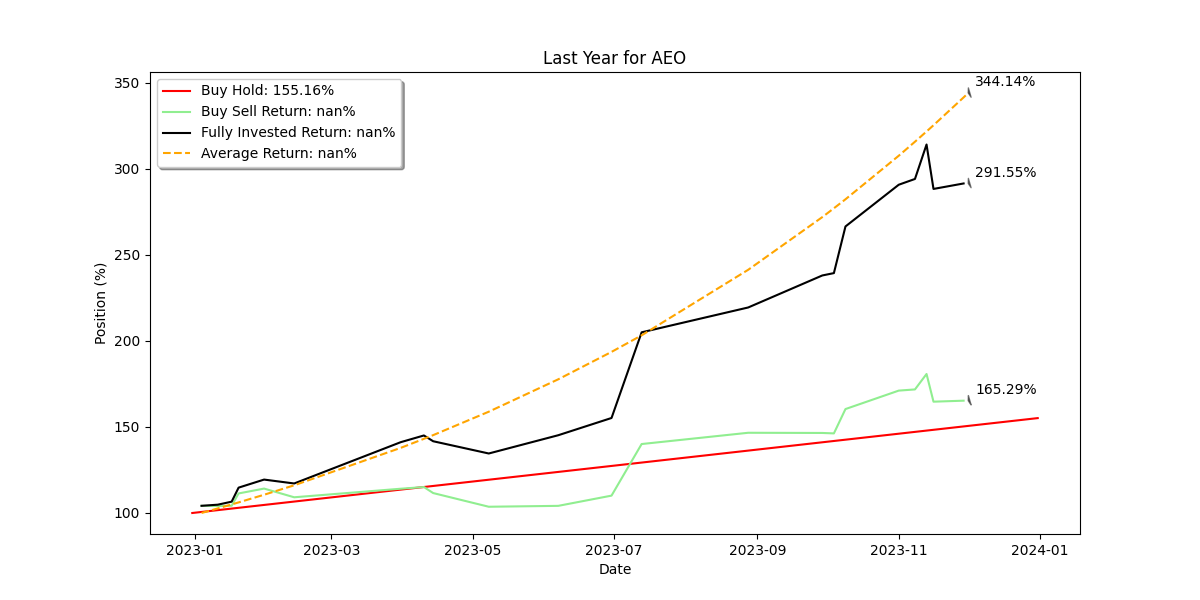 Last Year for AEO
Buy Hold: 155.16%
Buy Sell Return: nan%
Fully Invested Return: nan%
Average Return: nan%
344.14%
291.55%
165.29%
Position (%)
350
300
250
200
150
100
2023-01 2023-03 2023-05 2023-07 2023-09 2023-11 2024-01
Date